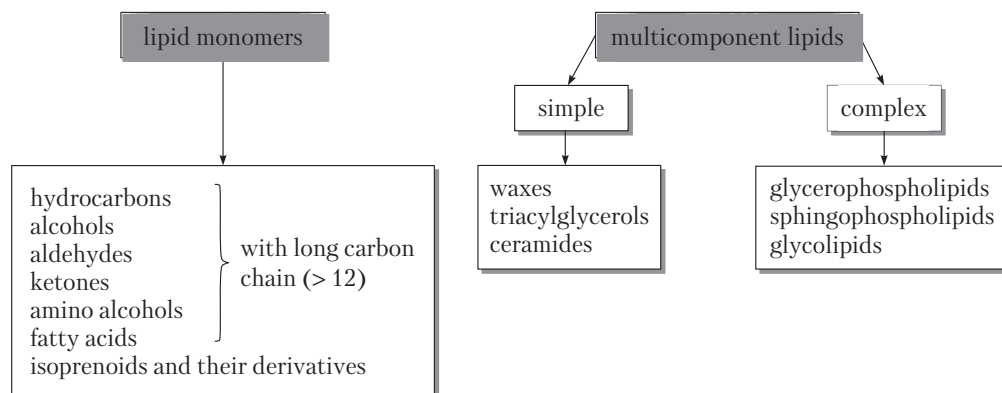 lipid monomers
hydrocarbons
alcohols
aldehydes
ketones
amino alcohols
fatty acids
with long carbon
chain (> 12)
isoprenoids and their derivatives
multicomponent lipids
simple
waxes
triacylglycerols
ceramides
complex
glycerophospholipids
sphingophospholipids
glycolipids